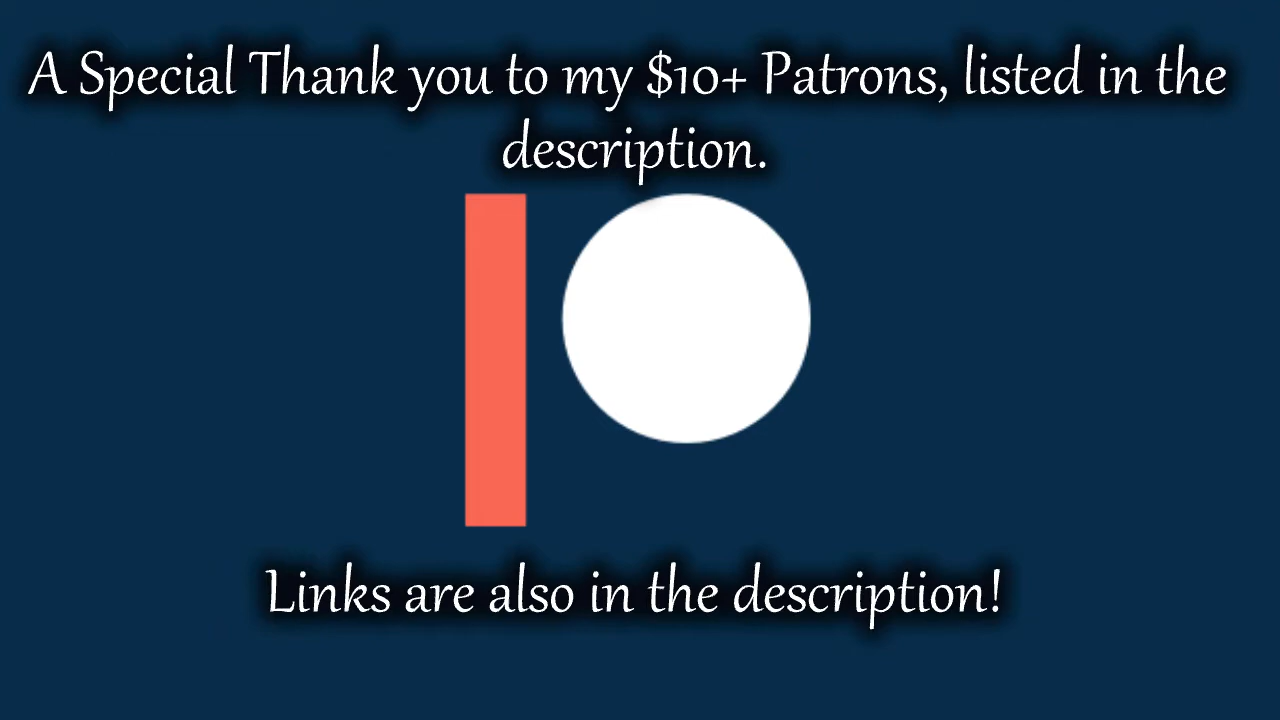 A Special Thank you to my $10+ Patrons, listed in the
description.
Links are also in the description!